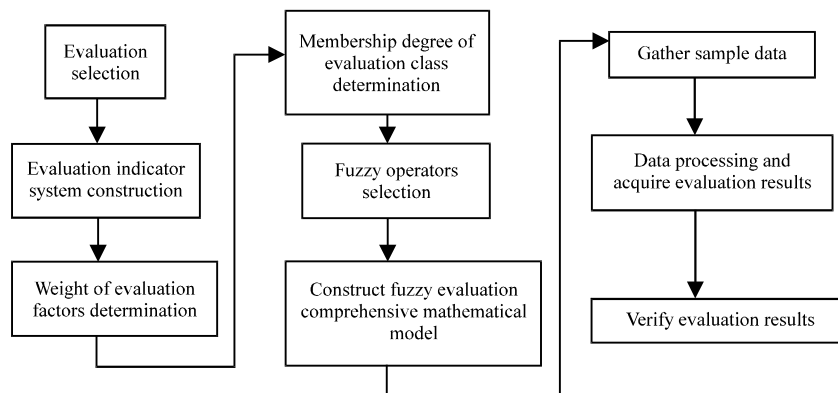 Evaluation
selection
Evaluation indicator
system construction
Weight of evaluation
factors determination
Membership degree of
evaluation class
determination
Fuzzy operators
selection
Construct fuzzy evaluation
comprehensive mathematical
model
Gather sample data
Data processing and
acquire evaluation results
Verify evaluation results